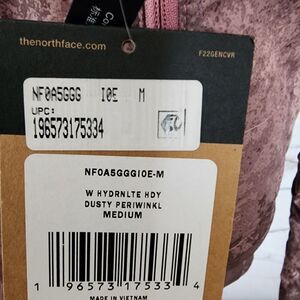 thenorthface.com
F22GENCVR
NF0A5GGG I0E M
UPC:
196573175334
NF0A5GGGI0E-M
W HYDRNLTE HDY
DUSTY PERIWINKL
MEDIUM
1 96573 17533 4
MADE IN VIETNAM